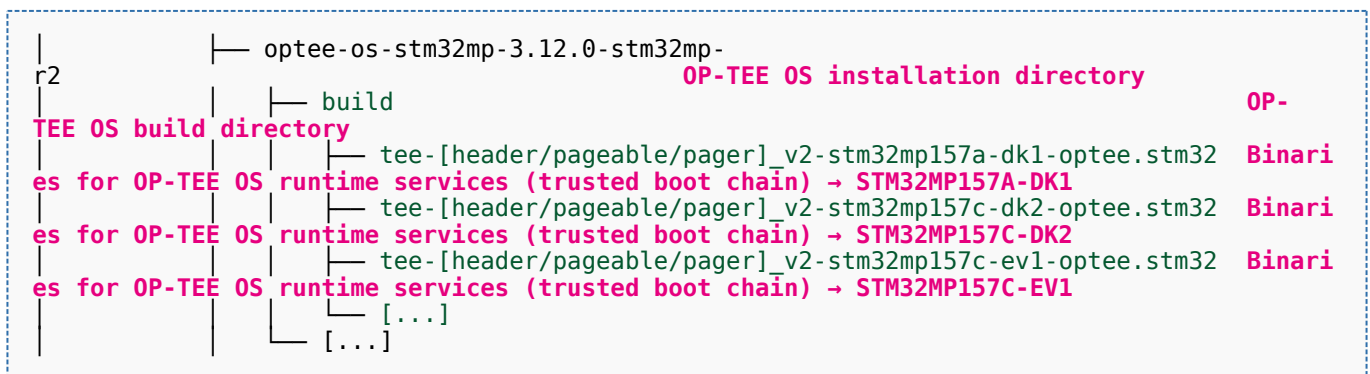 │           ├── optee-os-stm32mp-3.12.0-stm32mp-
r2                                           OP-TEE OS installation directory
│           │   ├── build                                                         OP-
TEE OS build directory
│           │   │   ├── tee-[header/pageable/pager]_v2-stm32mp157a-dk1-optee.stm32  Binari
es for OP-TEE OS runtime services (trusted boot chain) → STM32MP157A-DK1
│           │   │   ├── tee-[header/pageable/pager]_v2-stm32mp157c-dk2-optee.stm32  Binari
es for OP-TEE OS runtime services (trusted boot chain) → STM32MP157C-DK2
│           │   │   ├── tee-[header/pageable/pager]_v2-stm32mp157c-ev1-optee.stm32  Binari
es for OP-TEE OS runtime services (trusted boot chain) → STM32MP157C-EV1
│           │   │   └── [...]
│           │   └── [...]